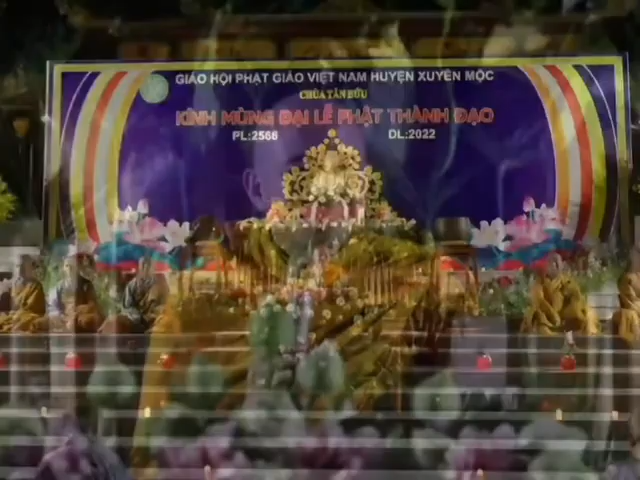 GIÁO HỘI PHẬT GIÁO VIỆT NAM HUYỆN XUYÊN MỘC
CHÙA TÂN BỬU
KÍNH MỪNG ĐẠI LỄ PHẬT THÀNH ĐẠO
PL:2566 DL:2022